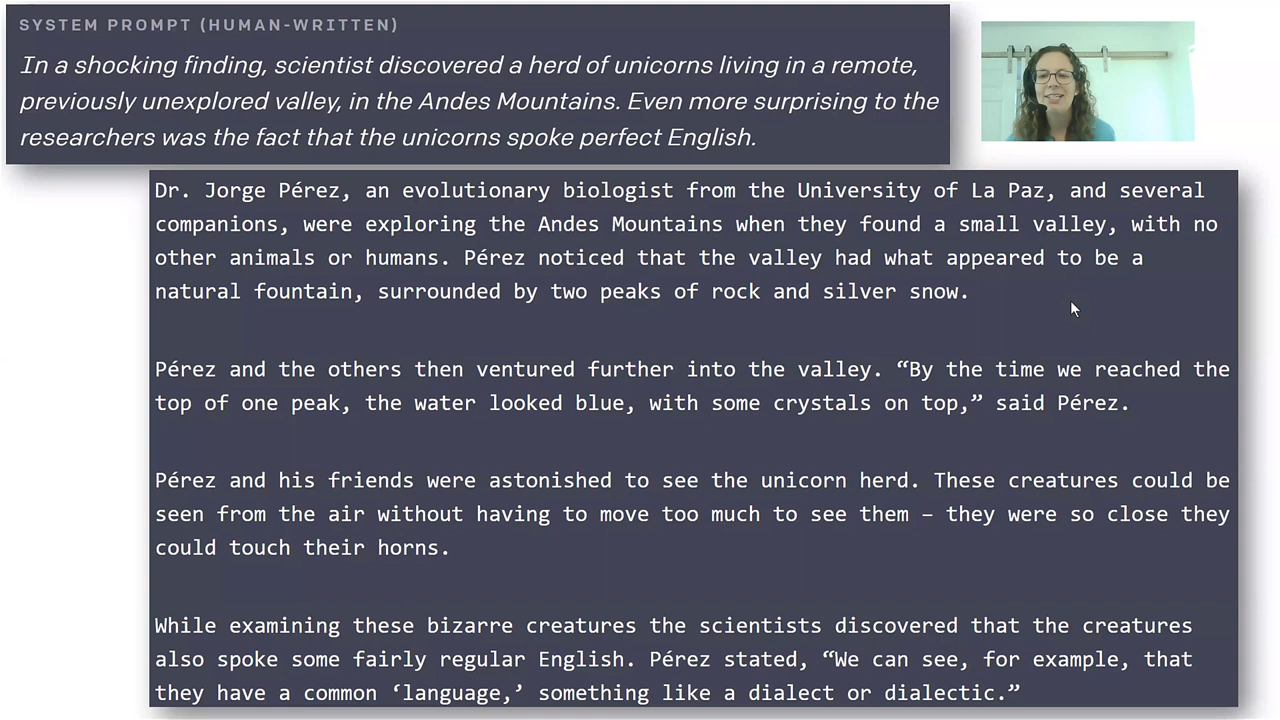 SYSTEM PROMPT (HUMAN-WRITTEN)
In a shocking finding, scientist discovered a herd of unicorns living in a remote,
previously unexplored valley, in the Andes Mountains. Even more surprising to the
researchers was the fact that the unicorns spoke perfect English.
Dr. Jorge Pérez, an evolutionary biologist from the University of La Paz, and several
companions, were exploring the Andes Mountains when they found a small valley, with no
other animals or humans. Pérez noticed that the valley had what appeared to be a
natural fountain, surrounded by two peaks of rock and silver snow.
Pérez and the others then ventured further into the valley. “By the time we reached the
top of one peak, the water looked blue, with some crystals on top,” said Pérez.
Pérez and his friends were astonished to see the unicorn herd. These creatures could be
seen from the air without having to move too much to see them – they were so close they
could touch their horns.
While examining these bizarre creatures the scientists discovered that the creatures
also spoke some fairly regular English. Pérez stated, “We can see, for example, that
they have a common ‘language,’ something like a dialect or dialectic.”